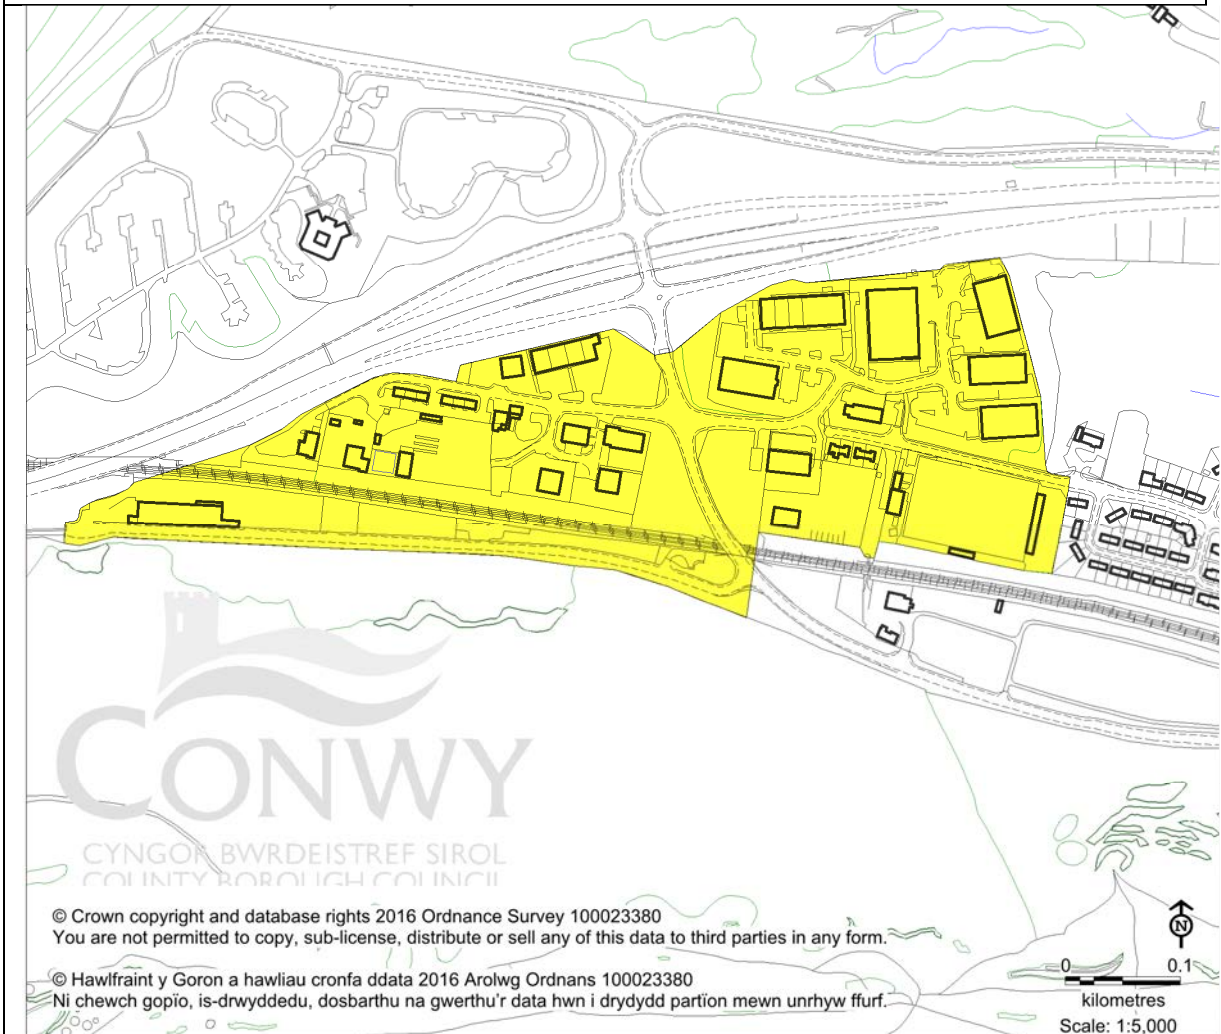 CONWY
CYNGOR BWRDEISTREF SIROL
COUNTY BOROUGH COUNCIL
© Crown copyright and database rights 2016 Ordnance Survey 100023380
You are not permitted to copy, sub-license, distribute or sell any of this data to third parties in any form.
© Hawlfraint y Goron a hawliau cronfa ddata 2016 Arolwg Ordnans 100023380
Ni chewch gopïo, is-drwyddedu, dosbarthu na gwerthu'r data hwn i drydydd partïon mewn unrhyw ffurf.
N
0 0.1
kilometres
Scale: 1:5,000